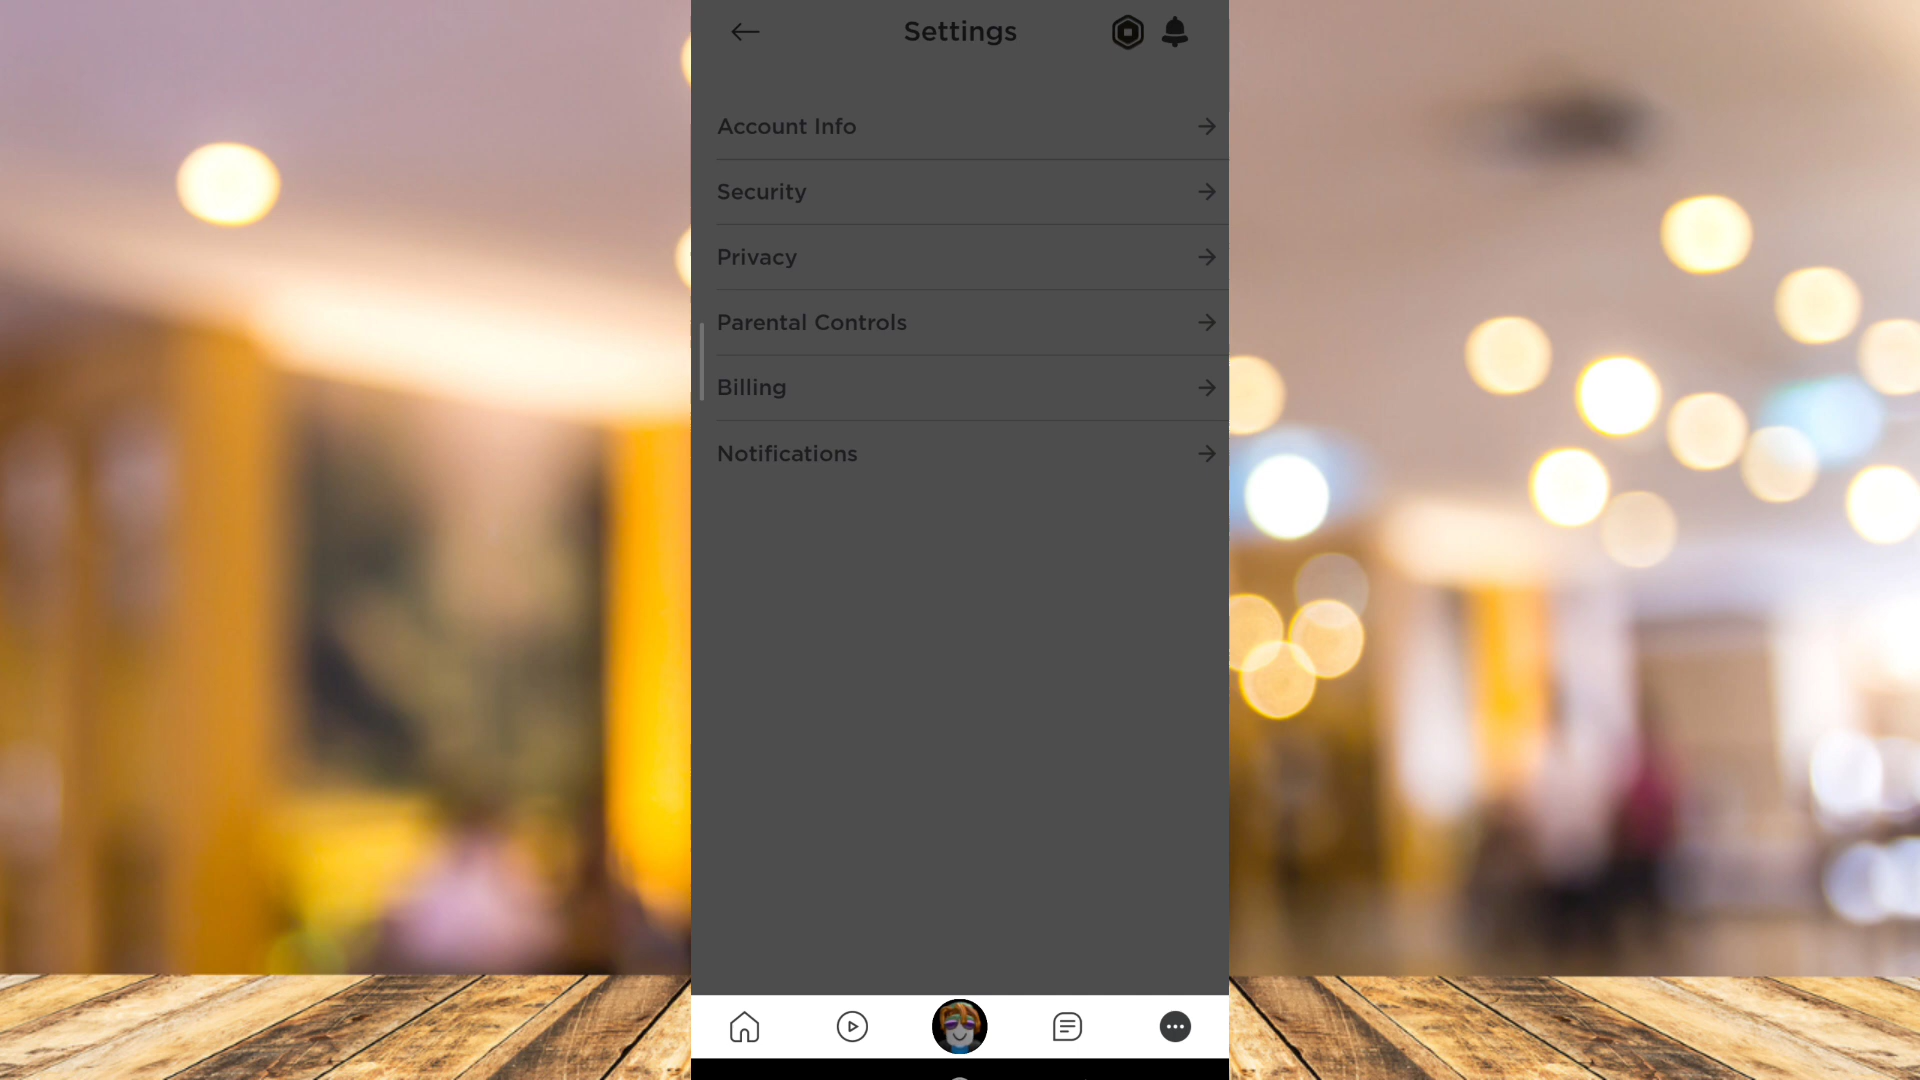 Settings
Account Info
Security
Privacy
Parental Controls
Billing
Notifications